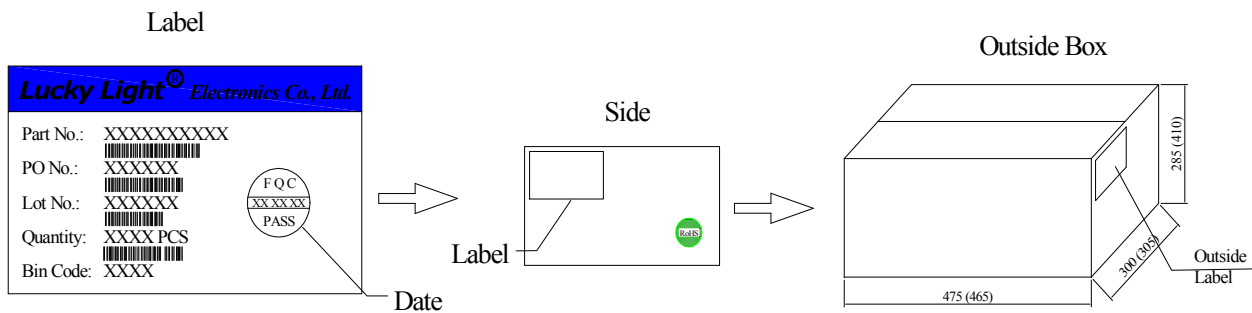 Label
Lucky Light® Electronics Co., Ltd.
Part No.: XXXXXXXXXX
PO No.: XXXXXX
Lot No.: XXXXXX
Quantity: XXXX PCS
Bin Code: XXXX
FQC
XX XX XX
PASS
Date
Side
Label
RoHS
Outside Box
285 (410)
300 (305)
475 (465)
Outside
Label